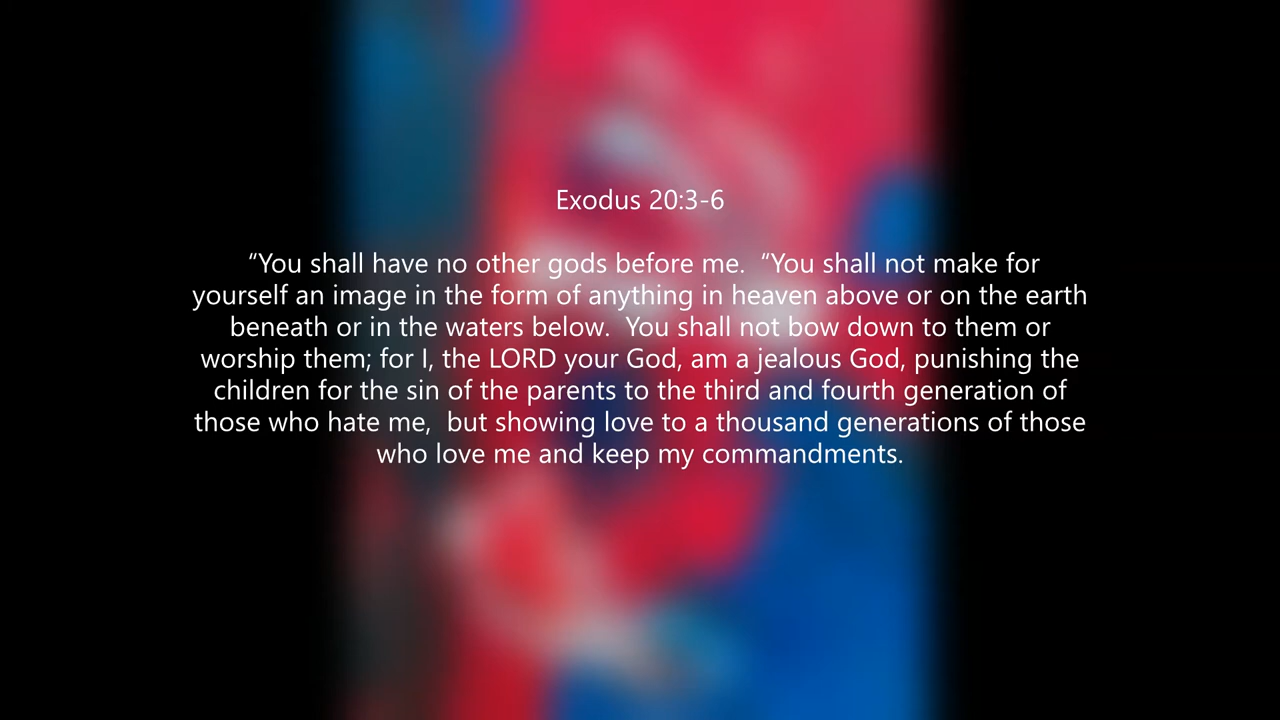 Exodus 20:3-6
“You shall have no other gods before me.  “You shall not make for
yourself an image in the form of anything in heaven above or on the earth
beneath or in the waters below.  You shall not bow down to them or
worship them; for I, the LORD your God, am a jealous God, punishing the
children for the sin of the parents to the third and fourth generation of
those who hate me,  but showing love to a thousand generations of those
who love me and keep my commandments.